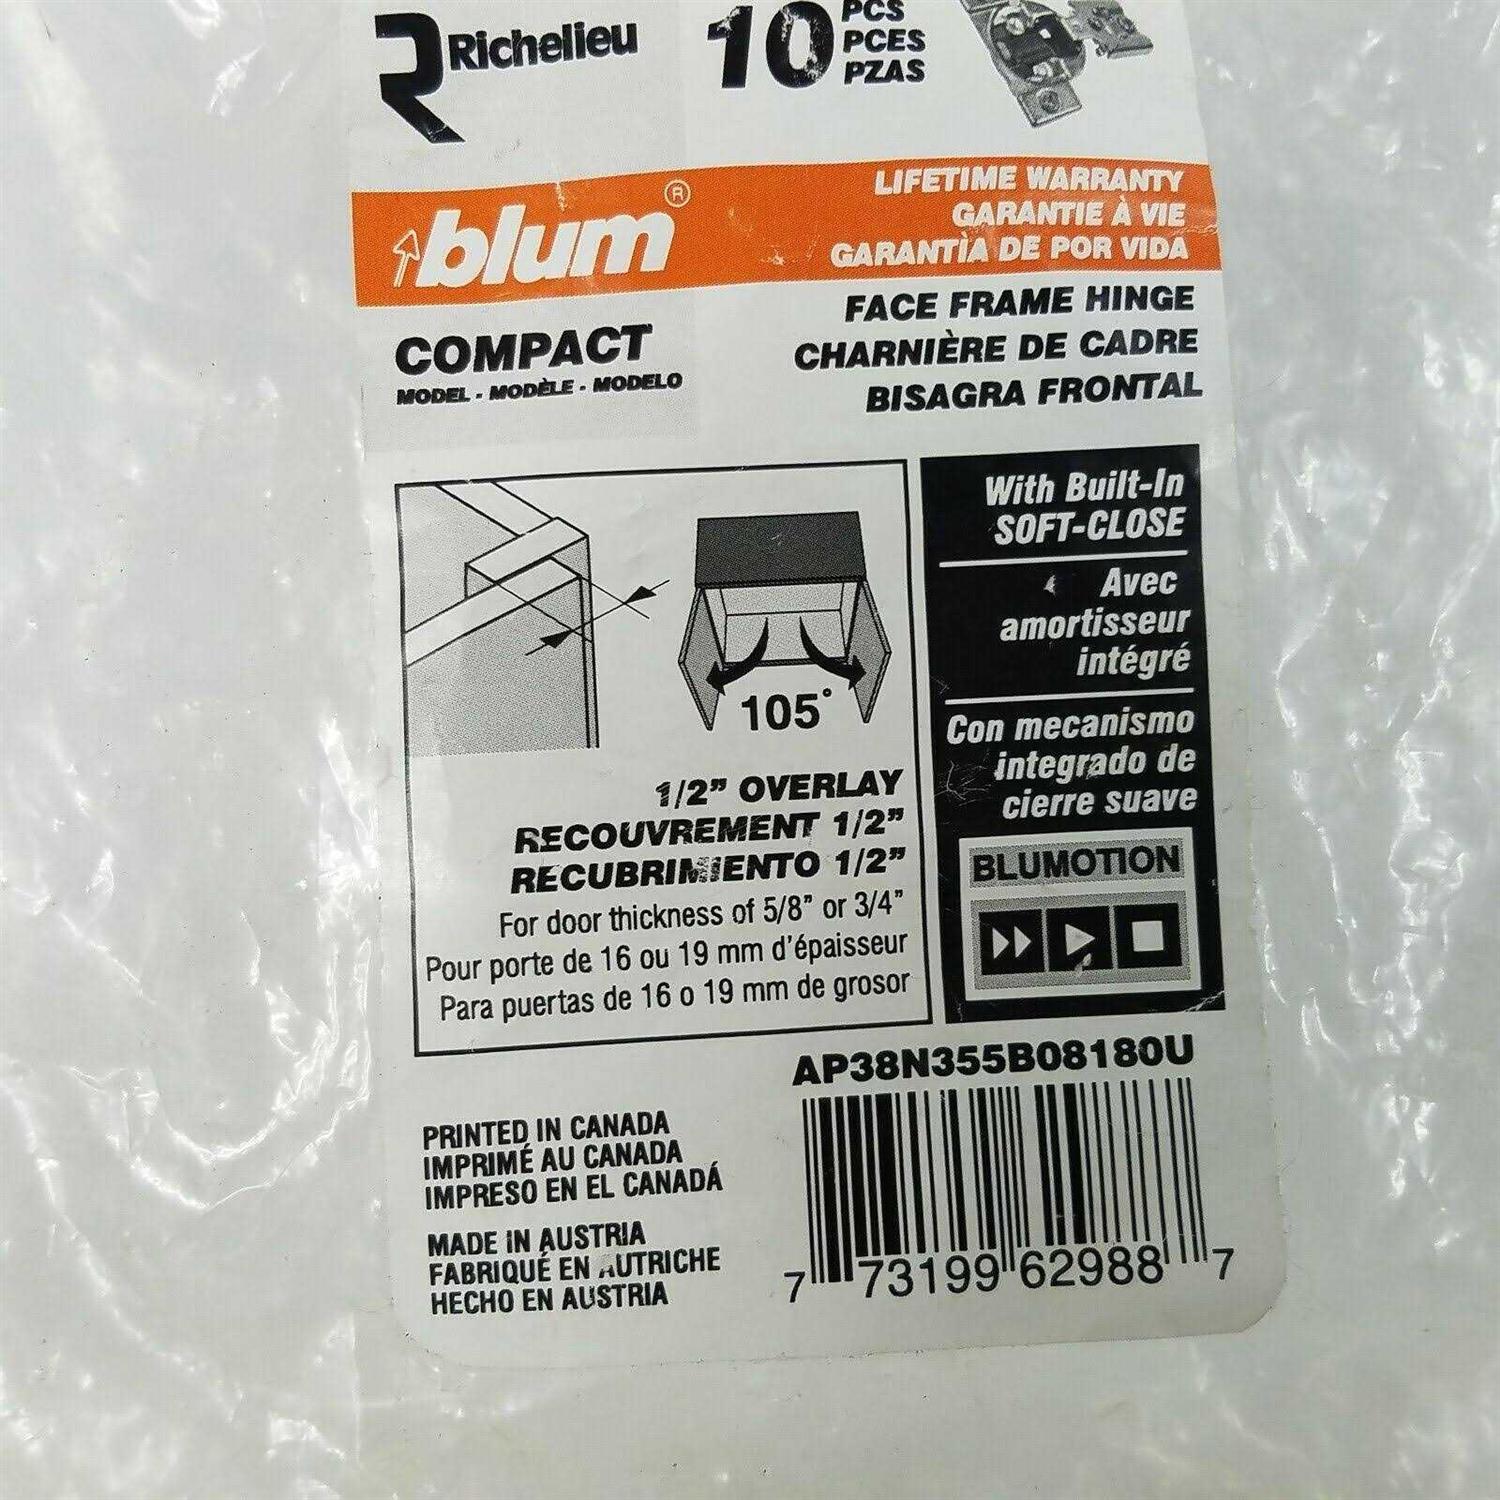 Richelieu
10 PCS
PCES
PZAS
blum®
LIFETIME WARRANTY
GARANTIE À VIE
GARANTÌA DE POR VIDA
COMPACT
MODEL - MODÈLE - MODELO
FACE FRAME HINGE
CHARNIÈRE DE CADRE
BISAGRA FRONTAL
105°
1/2" OVERLAY
RECOUVREMENT 1/2"
RECUBRIMIENTO 1/2"
For door thickness of 5/8" or 3/4"
Pour porte de 16 ou 19 mm d'épaisseur
Para puertas de 16 o 19 mm de grosor
With Built-In
SOFT-CLOSE
Avec
amortisseur
intégré
Con mecanismo
integrado de
cierre suave
BLUMOTION
AP38N355B08180U
PRINTED IN CANADA
IMPRIMÉ AU CANADA
IMPRESO EN EL CANADÁ
MADE IN AUSTRIA
FABRIQUÉ EN AUTRICHE
HECHO EN AUSTRIA
7 73199 62988 7